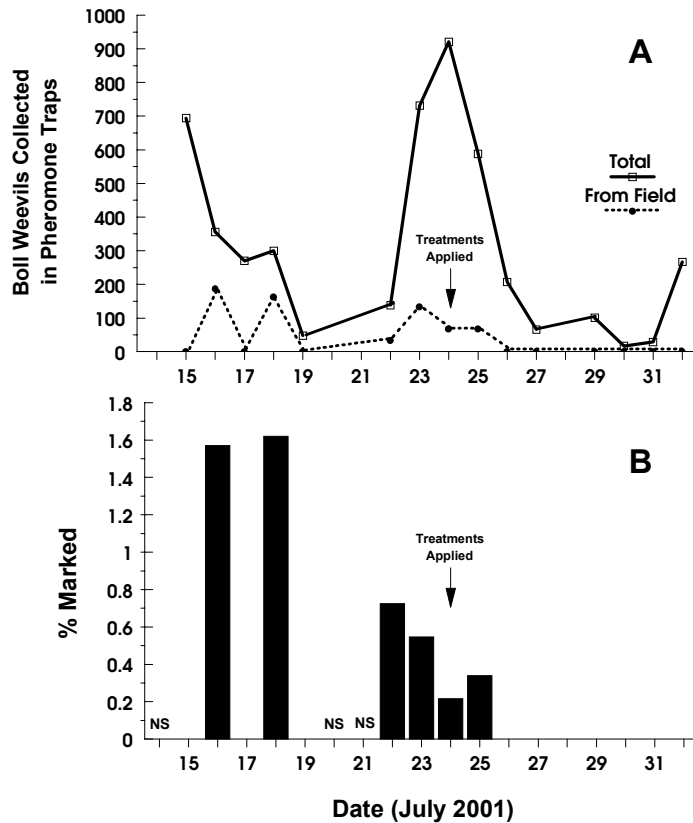 1000
900
800
700
600
500
400
300
200
100
0
Boll Weevils Collected
in Pheromone Traps
A
Total
From Field
Treatments
Applied
15 17 19 21 23 25 27 29 31
1.8
1.6
1.4
1.2
1
0.8
0.6
0.4
0.2
0
% Marked
B
Treatments
Applied
NS NS NS
15 17 19 21 23 25 27 29 31
Date (July 2001)